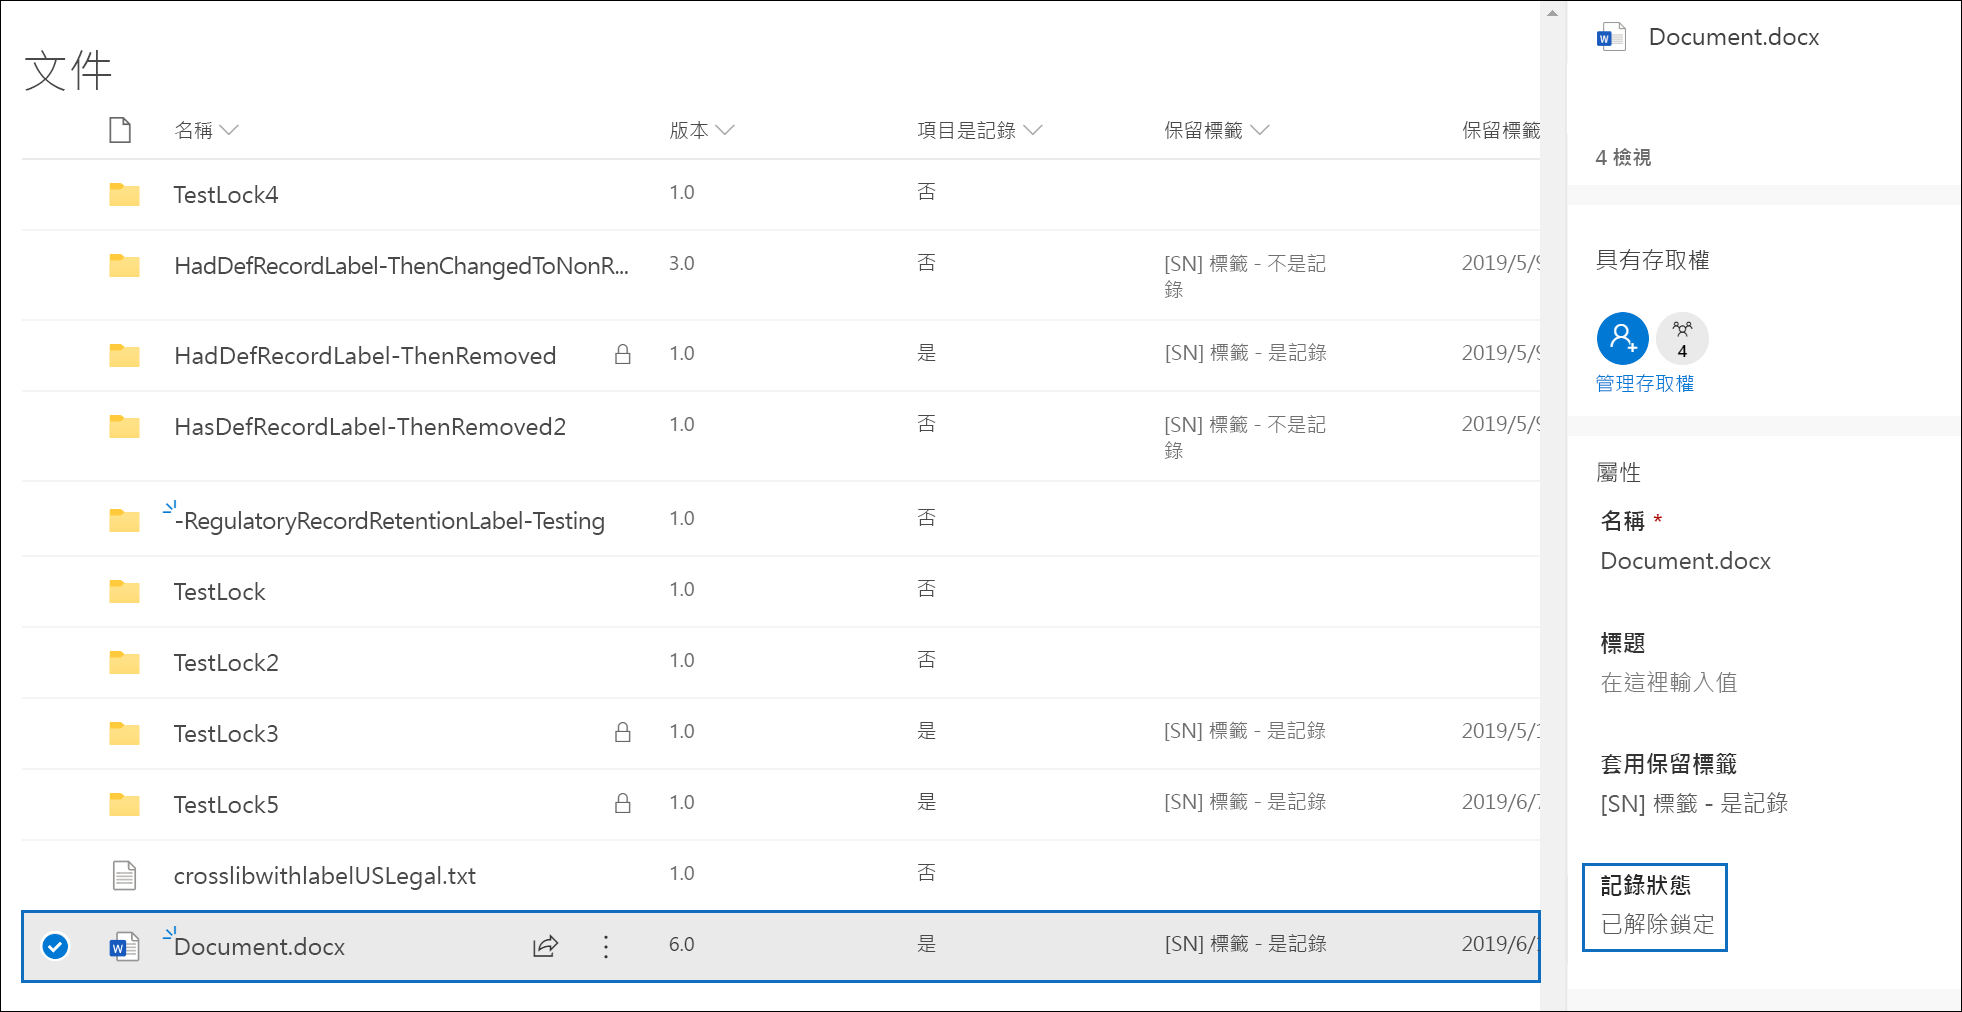 文件
名稱 版本 項目是記錄 保留標籤 保留標籤
TestLock4 1.0 否
HadDefRecordLabel-ThenChangedToNonR... 3.0 否 [SN] 標籤 - 不是記
錄 2019/5/9
HadDefRecordLabel-ThenRemoved 1.0 是 [SN] 標籤 - 是記錄 2019/5/9
HasDefRecordLabel-ThenRemoved2 1.0 否 [SN] 標籤 - 不是記
錄 2019/5/9
-RegulatoryRecordRetentionLabel-Testing 1.0 否
TestLock 1.0 否
TestLock2 1.0 否
TestLock3 1.0 是 [SN] 標籤 - 是記錄 2019/5/1
TestLock5 1.0 是 [SN] 標籤 - 是記錄 2019/6/7
crosslibwithlabelUSLegal.txt 1.0 否
Document.docx 6.0 是 [SN] 標籤 - 是記錄 2019/6/1
Document.docx
4 檢視
具有存取權
4
管理存取權
屬性
名稱 *
Document.docx
標題
在這裡輸入值
套用保留標籤
[SN] 標籤 - 是記錄
記錄狀態
已解除鎖定